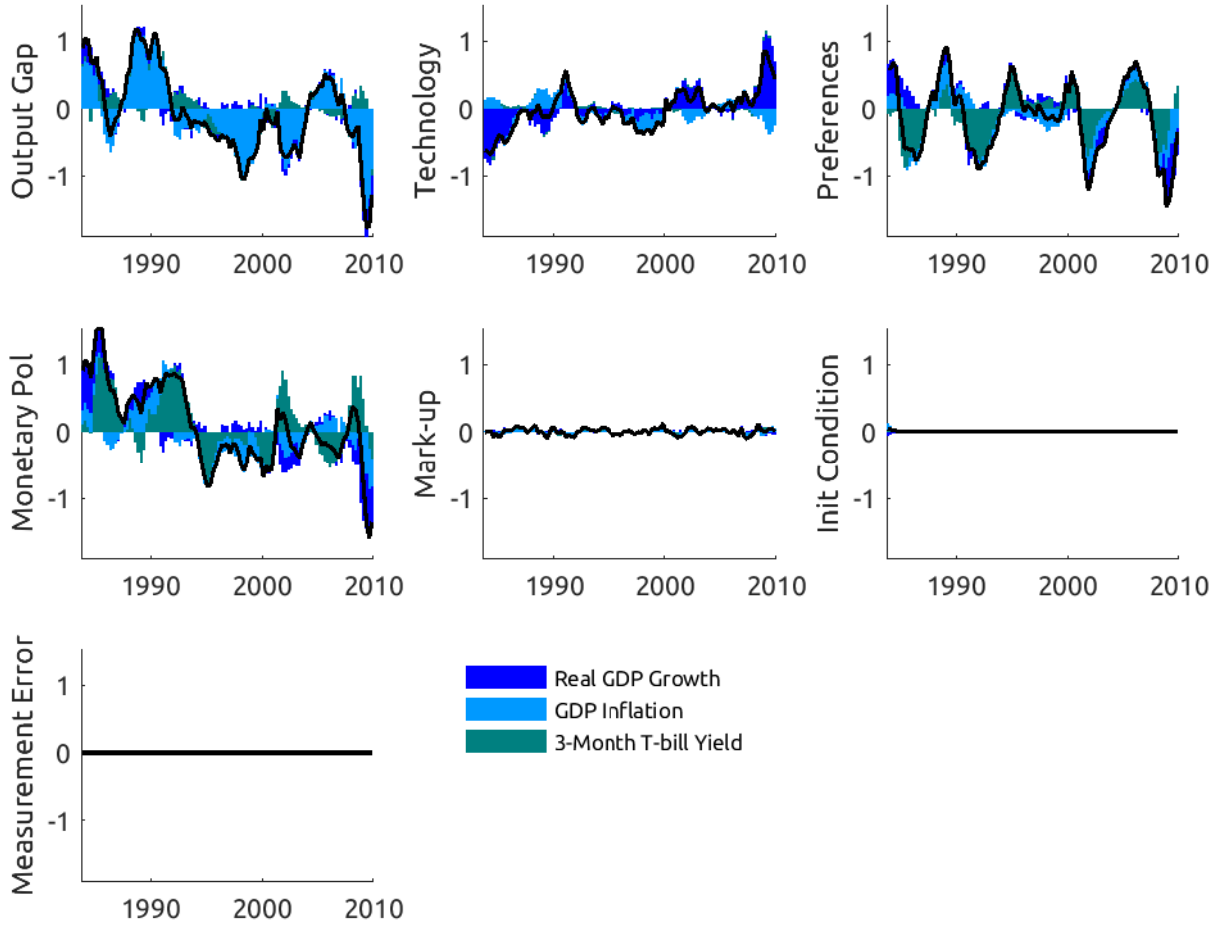 Output Gap
1
0
-1
1990 2000 2010
Technology
1
0
-1
1990 2000 2010
Preferences
1
0
-1
1990 2000 2010
Monetary Pol
1
0
-1
1990 2000 2010
Mark-up
1
0
-1
1990 2000 2010
Init Condition
1
0
-1
1990 2000 2010
Measurement Error
1
0
-1
1990 2000 2010
Real GDP Growth
GDP Inflation
3-Month T-bill Yield